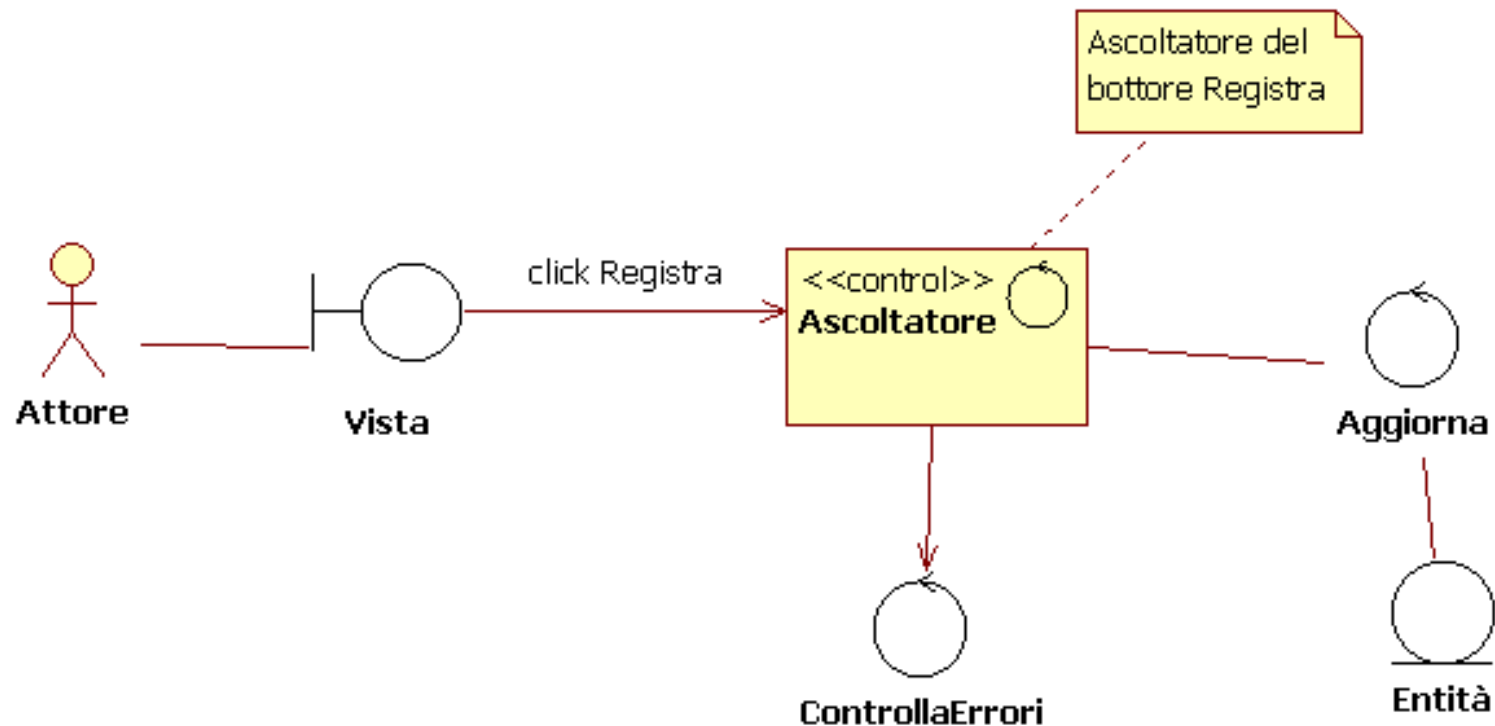 Ascoltatore del
bottore Registra
click Registra
<<control>>
Ascoltatore
Attore
Vista
Aggiorna
ControllaErrori
Entità